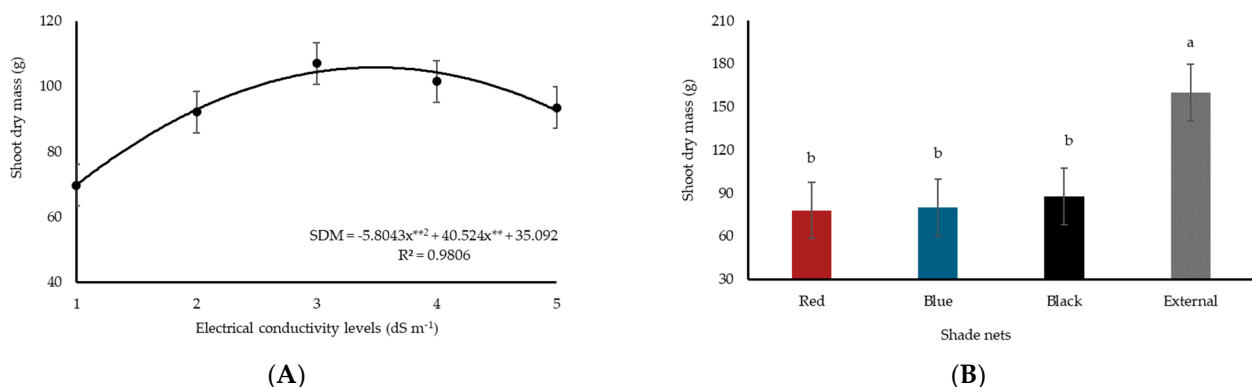 120
100
80
60
40
Shoot dry mass (g)
SDM = -5.8043x**² + 40.524x** + 35.092
R² = 0.9806
1 2 3 4 5
Electrical conductivity levels (dS m⁻¹)
(A)
210
180
150
120
90
60
30
Shoot dry mass (g)
b b b a
Red Blue Black External
Shade nets
(B)